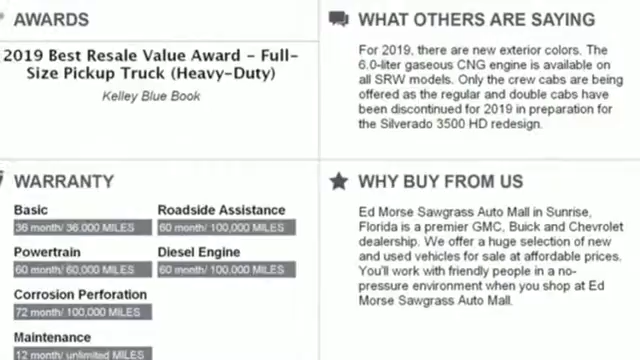 AWARDS
2019 Best Resale Value Award – Full-
Size Pickup Truck (Heavy-Duty)
Kelley Blue Book
WHAT OTHERS ARE SAYING
For 2019, there are new exterior colors. The
6.0-liter gaseous CNG engine is available on
all SRW models. Only the crew cabs are being
offered as the regular and double cabs have
been discontinued for 2019 in preparation for
the Silverado 3500 HD redesign.
WARRANTY
Basic
36 month/ 36,000 MILES
Roadside Assistance
60 month/ 100,000 MILES
Powertrain
60 month/ 60,000 MILES
Diesel Engine
60 month/ 100,000 MILES
Corrosion Perforation
72 month/ 100,000 MILES
Maintenance
12 month/ unlimited MILES
WHY BUY FROM US
Ed Morse Sawgrass Auto Mall in Sunrise,
Florida is a premier GMC, Buick and Chevrolet
dealership. We offer a huge selection of new
and used vehicles for sale at affordable prices.
You'll work with friendly people in a no-
pressure environment when you shop at Ed
Morse Sawgrass Auto Mall.